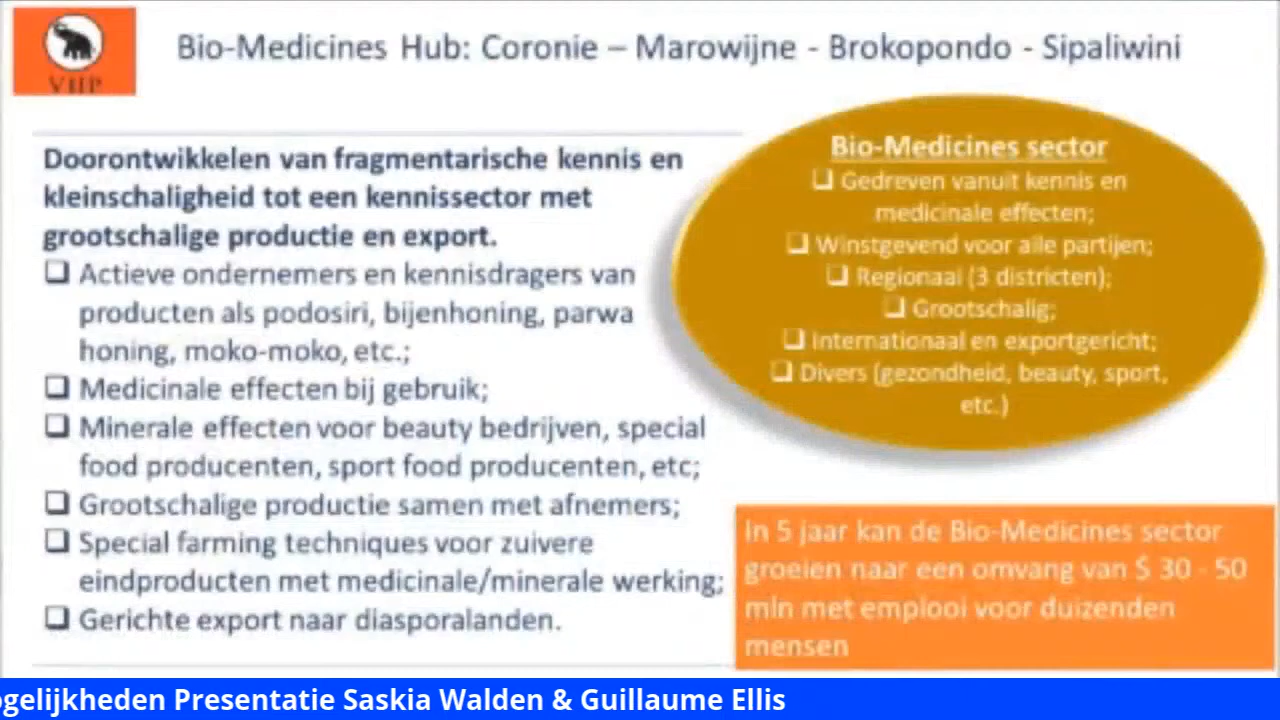 VHP
Bio-Medicines Hub: Coronie – Marowijne - Brokopondo - Sipaliwini
Doorontwikkelen van fragmentarische kennis en
kleinschaligheid tot een kennissector met
grootschalige productie en export.
❑ Actieve ondernemers en kennisdragers van
producten als podosiri, bijenhoning, parwa
honing, moko-moko, etc.;
❑ Medicinale effecten bij gebruik;
❑ Minerale effecten voor beauty bedrijven, special
food producenten, sport food producenten, etc;
❑ Grootschalige productie samen met afnemers;
❑ Special farming techniques voor zuivere
eindproducten met medicinale/minerale werking;
❑ Gerichte export naar diasporalanden.
Bio-Medicines sector
❑ Gedreven vanuit kennis en
medicinale effecten;
❑ Winstgevend voor alle partijen;
❑ Regionaal (3 districten);
❑ Grootschalig;
❑ Internationaal en exportgericht;
❑ Divers (gezondheid, beauty, sport,
etc.)
In 5 jaar kan de Bio-Medicines sector
groeien naar een omvang van $ 30 - 50
mln met emplooi voor duizenden
mensen
ogelijkheden Presentatie Saskia Walden & Guillaume Ellis